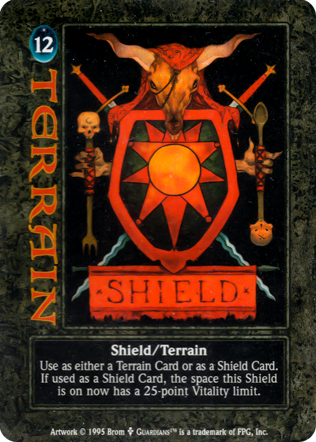 12
TERRAIN
SHIELD
Shield/Terrain
Use as either a Terrain Card or as a Shield Card.
If used as a Shield Card, the space this Shield
is on now has a 25-point Vitality limit.
Artwork © 1995 Brom GUARDIANS™ is a trademark of FPG, Inc.